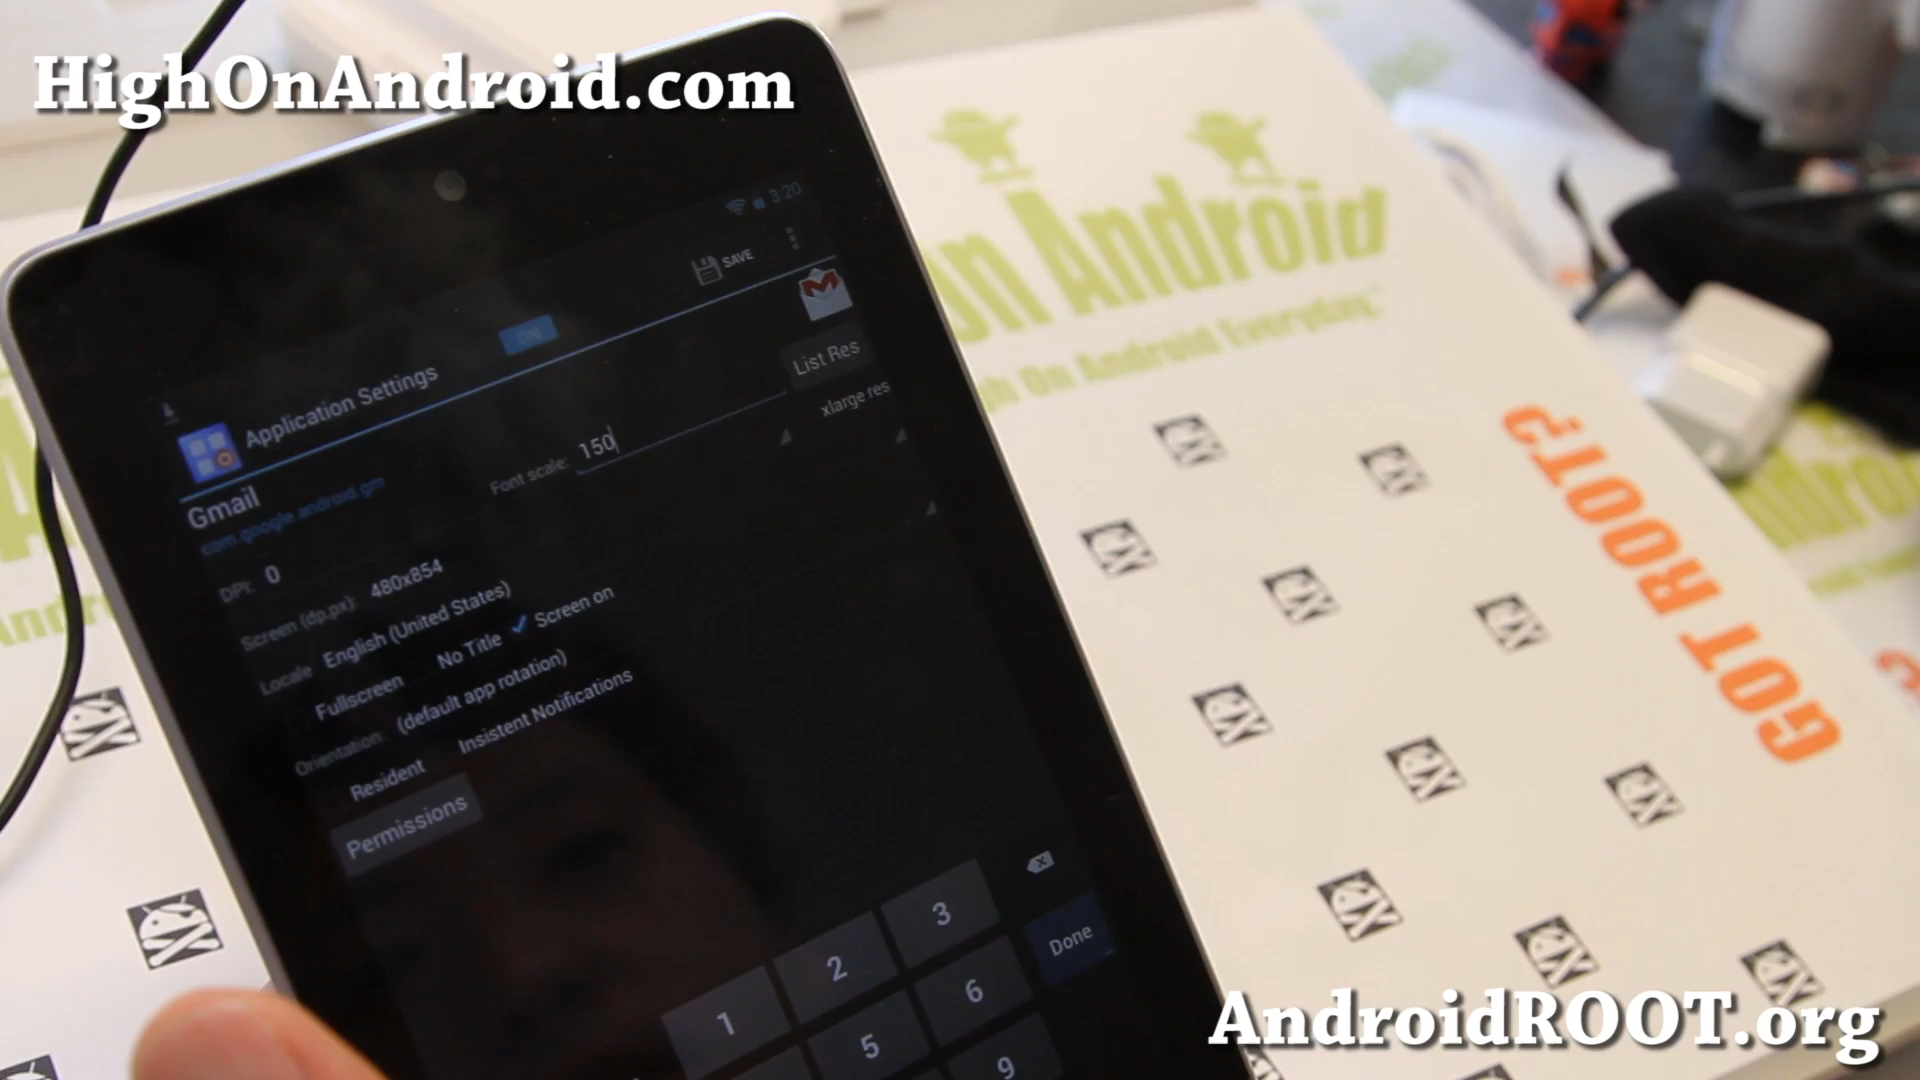 HighOnAndroid.com
3:20
SAVE
Application Settings
ON
Gmail
com.google.android.gm
List Res
DPI: 0
Font scale: 150
xlarge res
Screen (dp,px): 480x854
Locale English (United States)
Fullscreen No Title Screen on
Orientation: (default app rotation)
Resident Insistent Notifications
Permissions
1 2 3
5 6 Done
9
on Android
High On Android Everyday.
GOT ROOT?
AndroidROOT.org